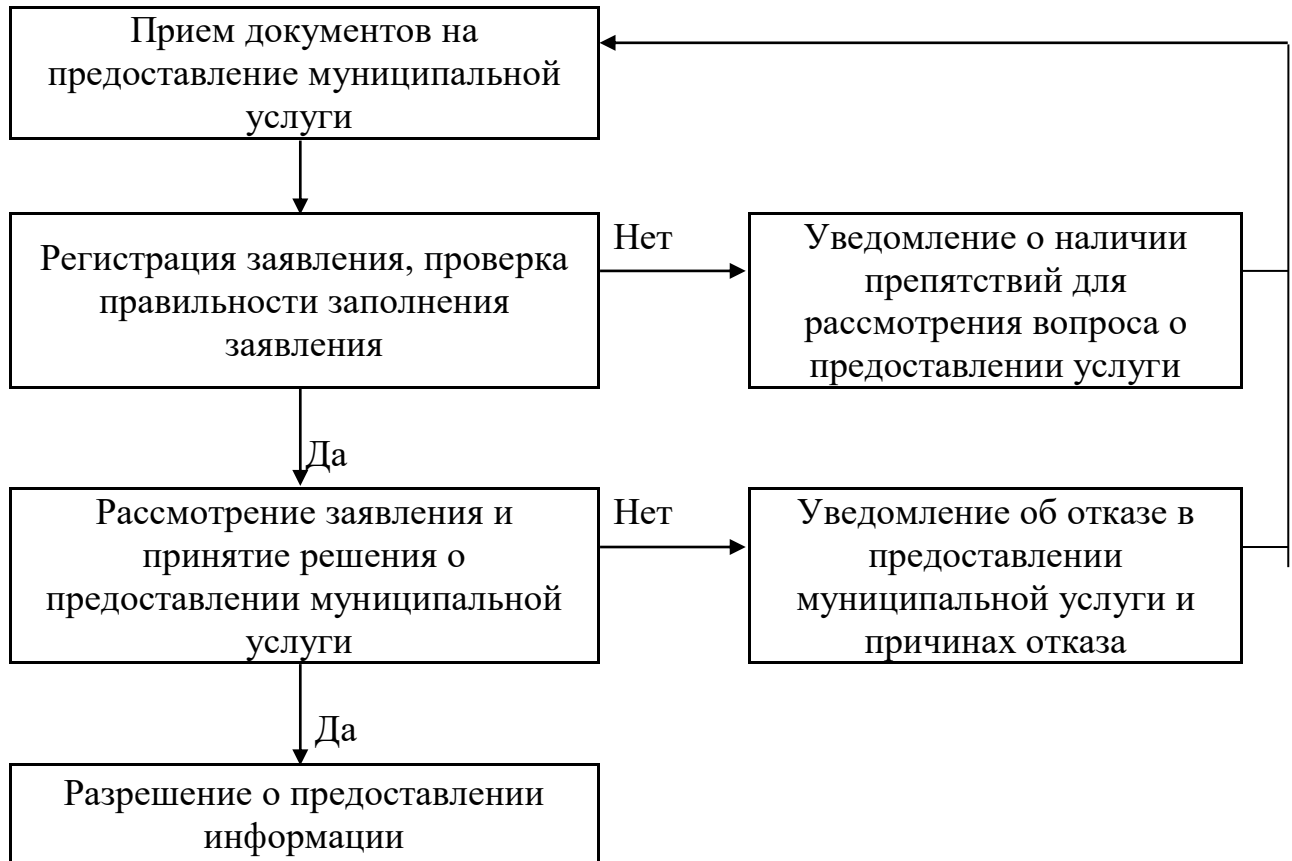 Прием документов на
предоставление муниципальной
услуги
Регистрация заявления, проверка
правильности заполнения
заявления
Нет
Уведомление о наличии
препятствий для
рассмотрения вопроса о
предоставлении услуги
Да
Рассмотрение заявления и
принятие решения о
предоставлении муниципальной
услуги
Нет
Уведомление об отказе в
предоставлении
муниципальной услуги и
причинах отказа
Да
Разрешение о предоставлении
информации